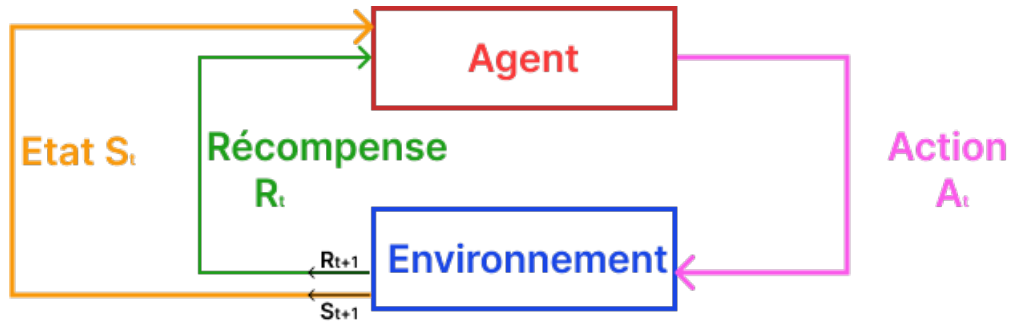 Agent
Etat St
Récompense
Rt
Action
At
Environnement
Rt+1
St+1